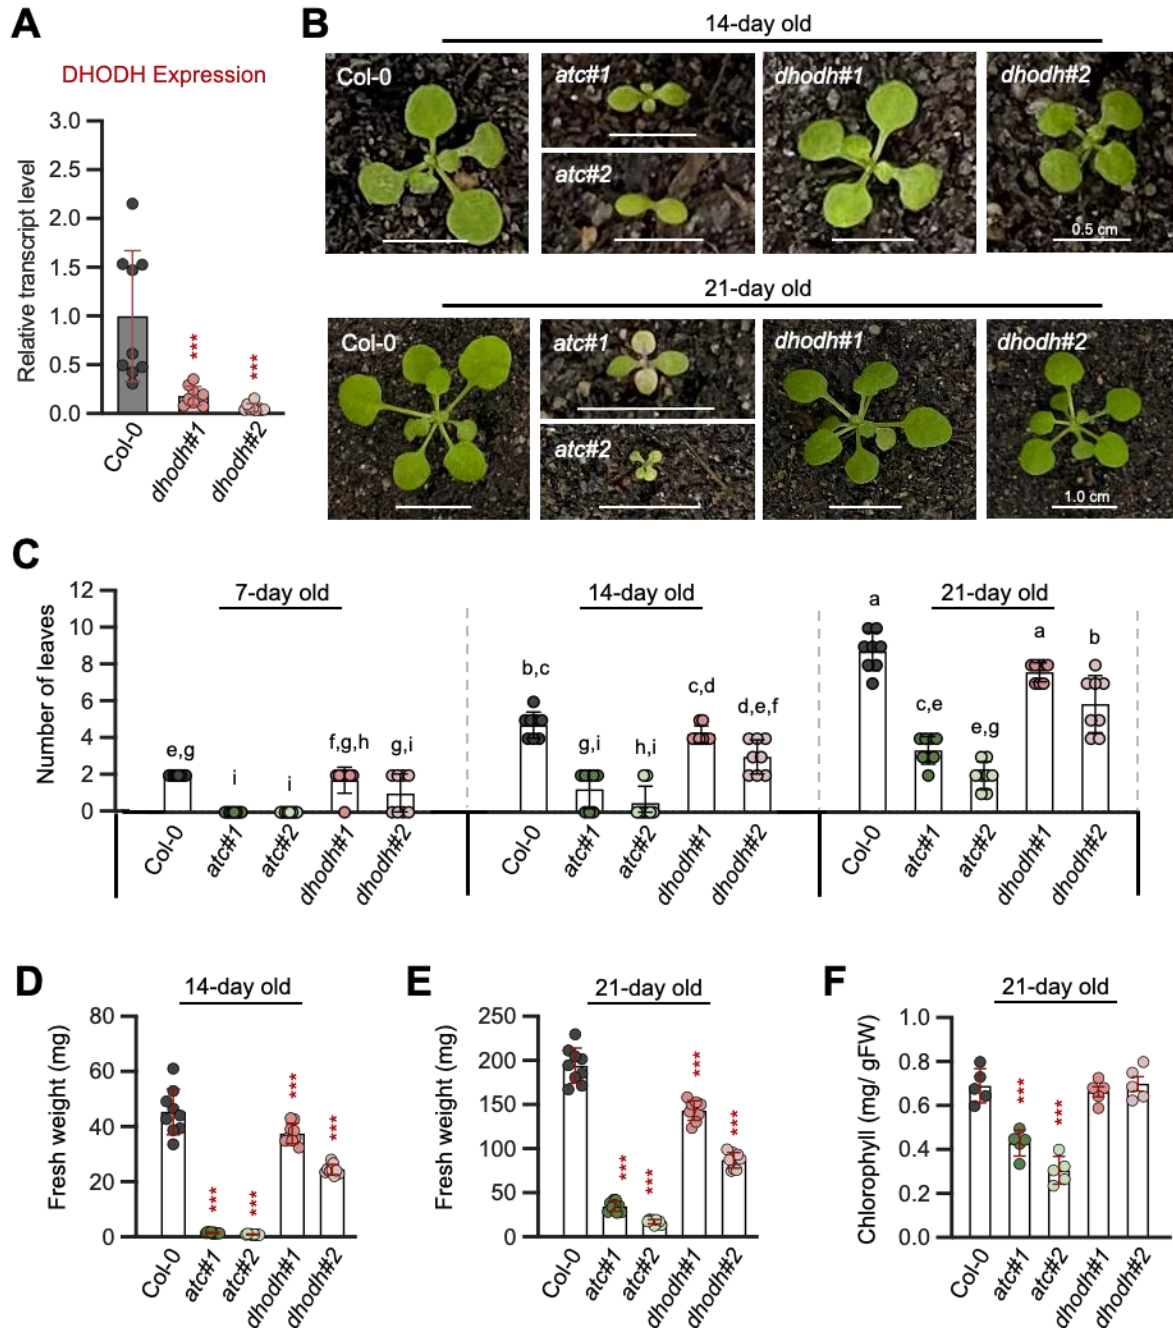 A
DHODH Expression
Relative transcript level
3.0
2.5
2.0
1.5
1.0
0.5
0.0
***
***
Col-0
dhodh#1
dhodh#2
B
14-day old
Col-0
atc#1
atc#2
dhodh#1
dhodh#2
0.5 cm
21-day old
Col-0
atc#1
atc#2
dhodh#1
dhodh#2
1.0 cm
C
Number of leaves
12
10
8
6
4
2
0
7-day old
14-day old
21-day old
e,g
i
i
f,g,h
g,i
b,c
g,i
h,i
c,d
d,e,f
a
c,e
e,g
a
b
Col-0
atc#1
atc#2
dhodh#1
dhodh#2
Col-0
atc#1
atc#2
dhodh#1
dhodh#2
Col-0
atc#1
atc#2
dhodh#1
dhodh#2
D
14-day old
Fresh weight (mg)
80
60
40
20
0
***
***
***
***
Col-0
atc#1
atc#2
dhodh#1
dhodh#2
E
21-day old
Fresh weight (mg)
250
200
150
100
50
0
***
***
***
***
Col-0
atc#1
atc#2
dhodh#1
dhodh#2
F
21-day old
Chlorophyll (mg/ gFW)
1.0
0.8
0.6
0.4
0.2
0.0
***
***
Col-0
atc#1
atc#2
dhodh#1
dhodh#2